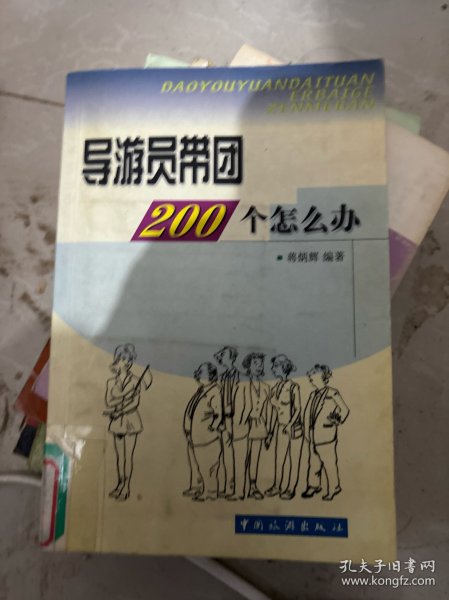 DAOYOUYUANDAITUAN
ERBAIGE
ZENMEBAN
导游员带团
200个怎么办
蒋炳辉 编著
中国旅游出版社
孔夫子旧书网
www.kongfz.com